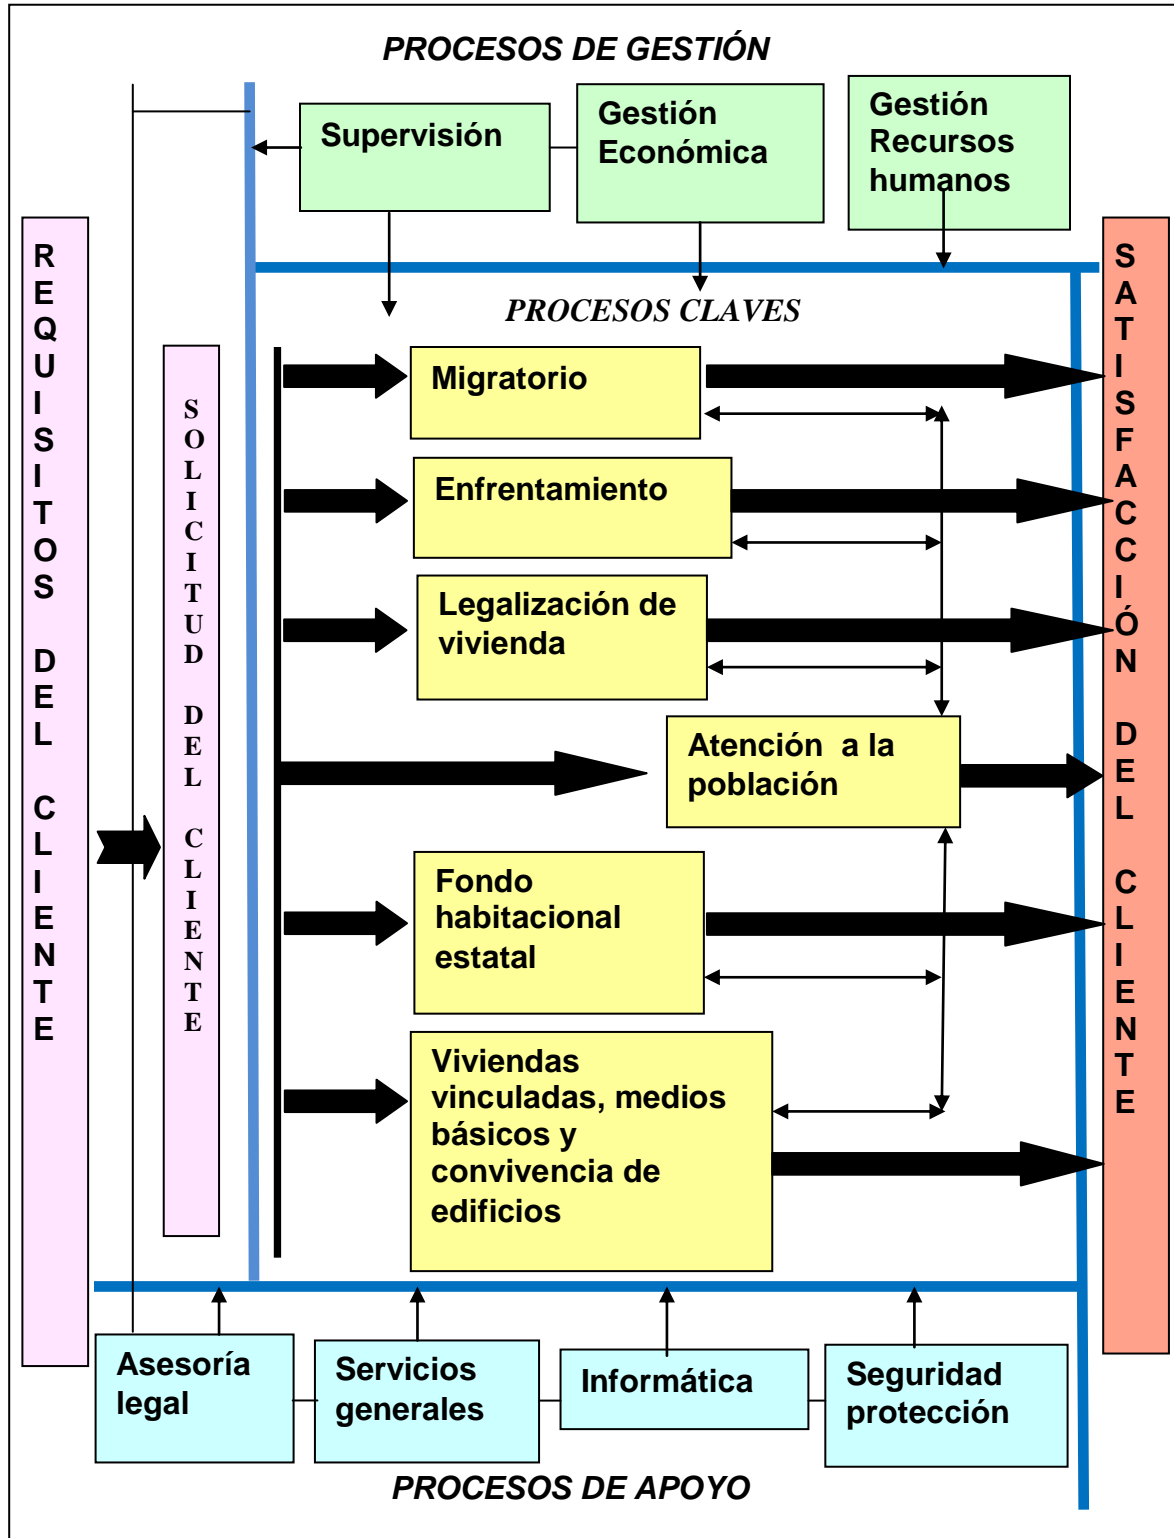 PROCESOS DE GESTIÓN
Supervisión
Gestión
Económica
Gestión
Recursos
humanos
REQUISITOS DEL CLIENTE
SOLICITUD DEL CLIENTE
PROCESOS CLAVES
Migratorio
Enfrentamiento
Legalización de
vivienda
Atención a la
población
Fondo
habitacional
estatal
Viviendas
vinculadas, medios
básicos y
convivencia de
edificios
SATISFACCIÓN DEL CLIENTE
Asesoría
legal
Servicios
generales
Informática
Seguridad
protección
PROCESOS DE APOYO